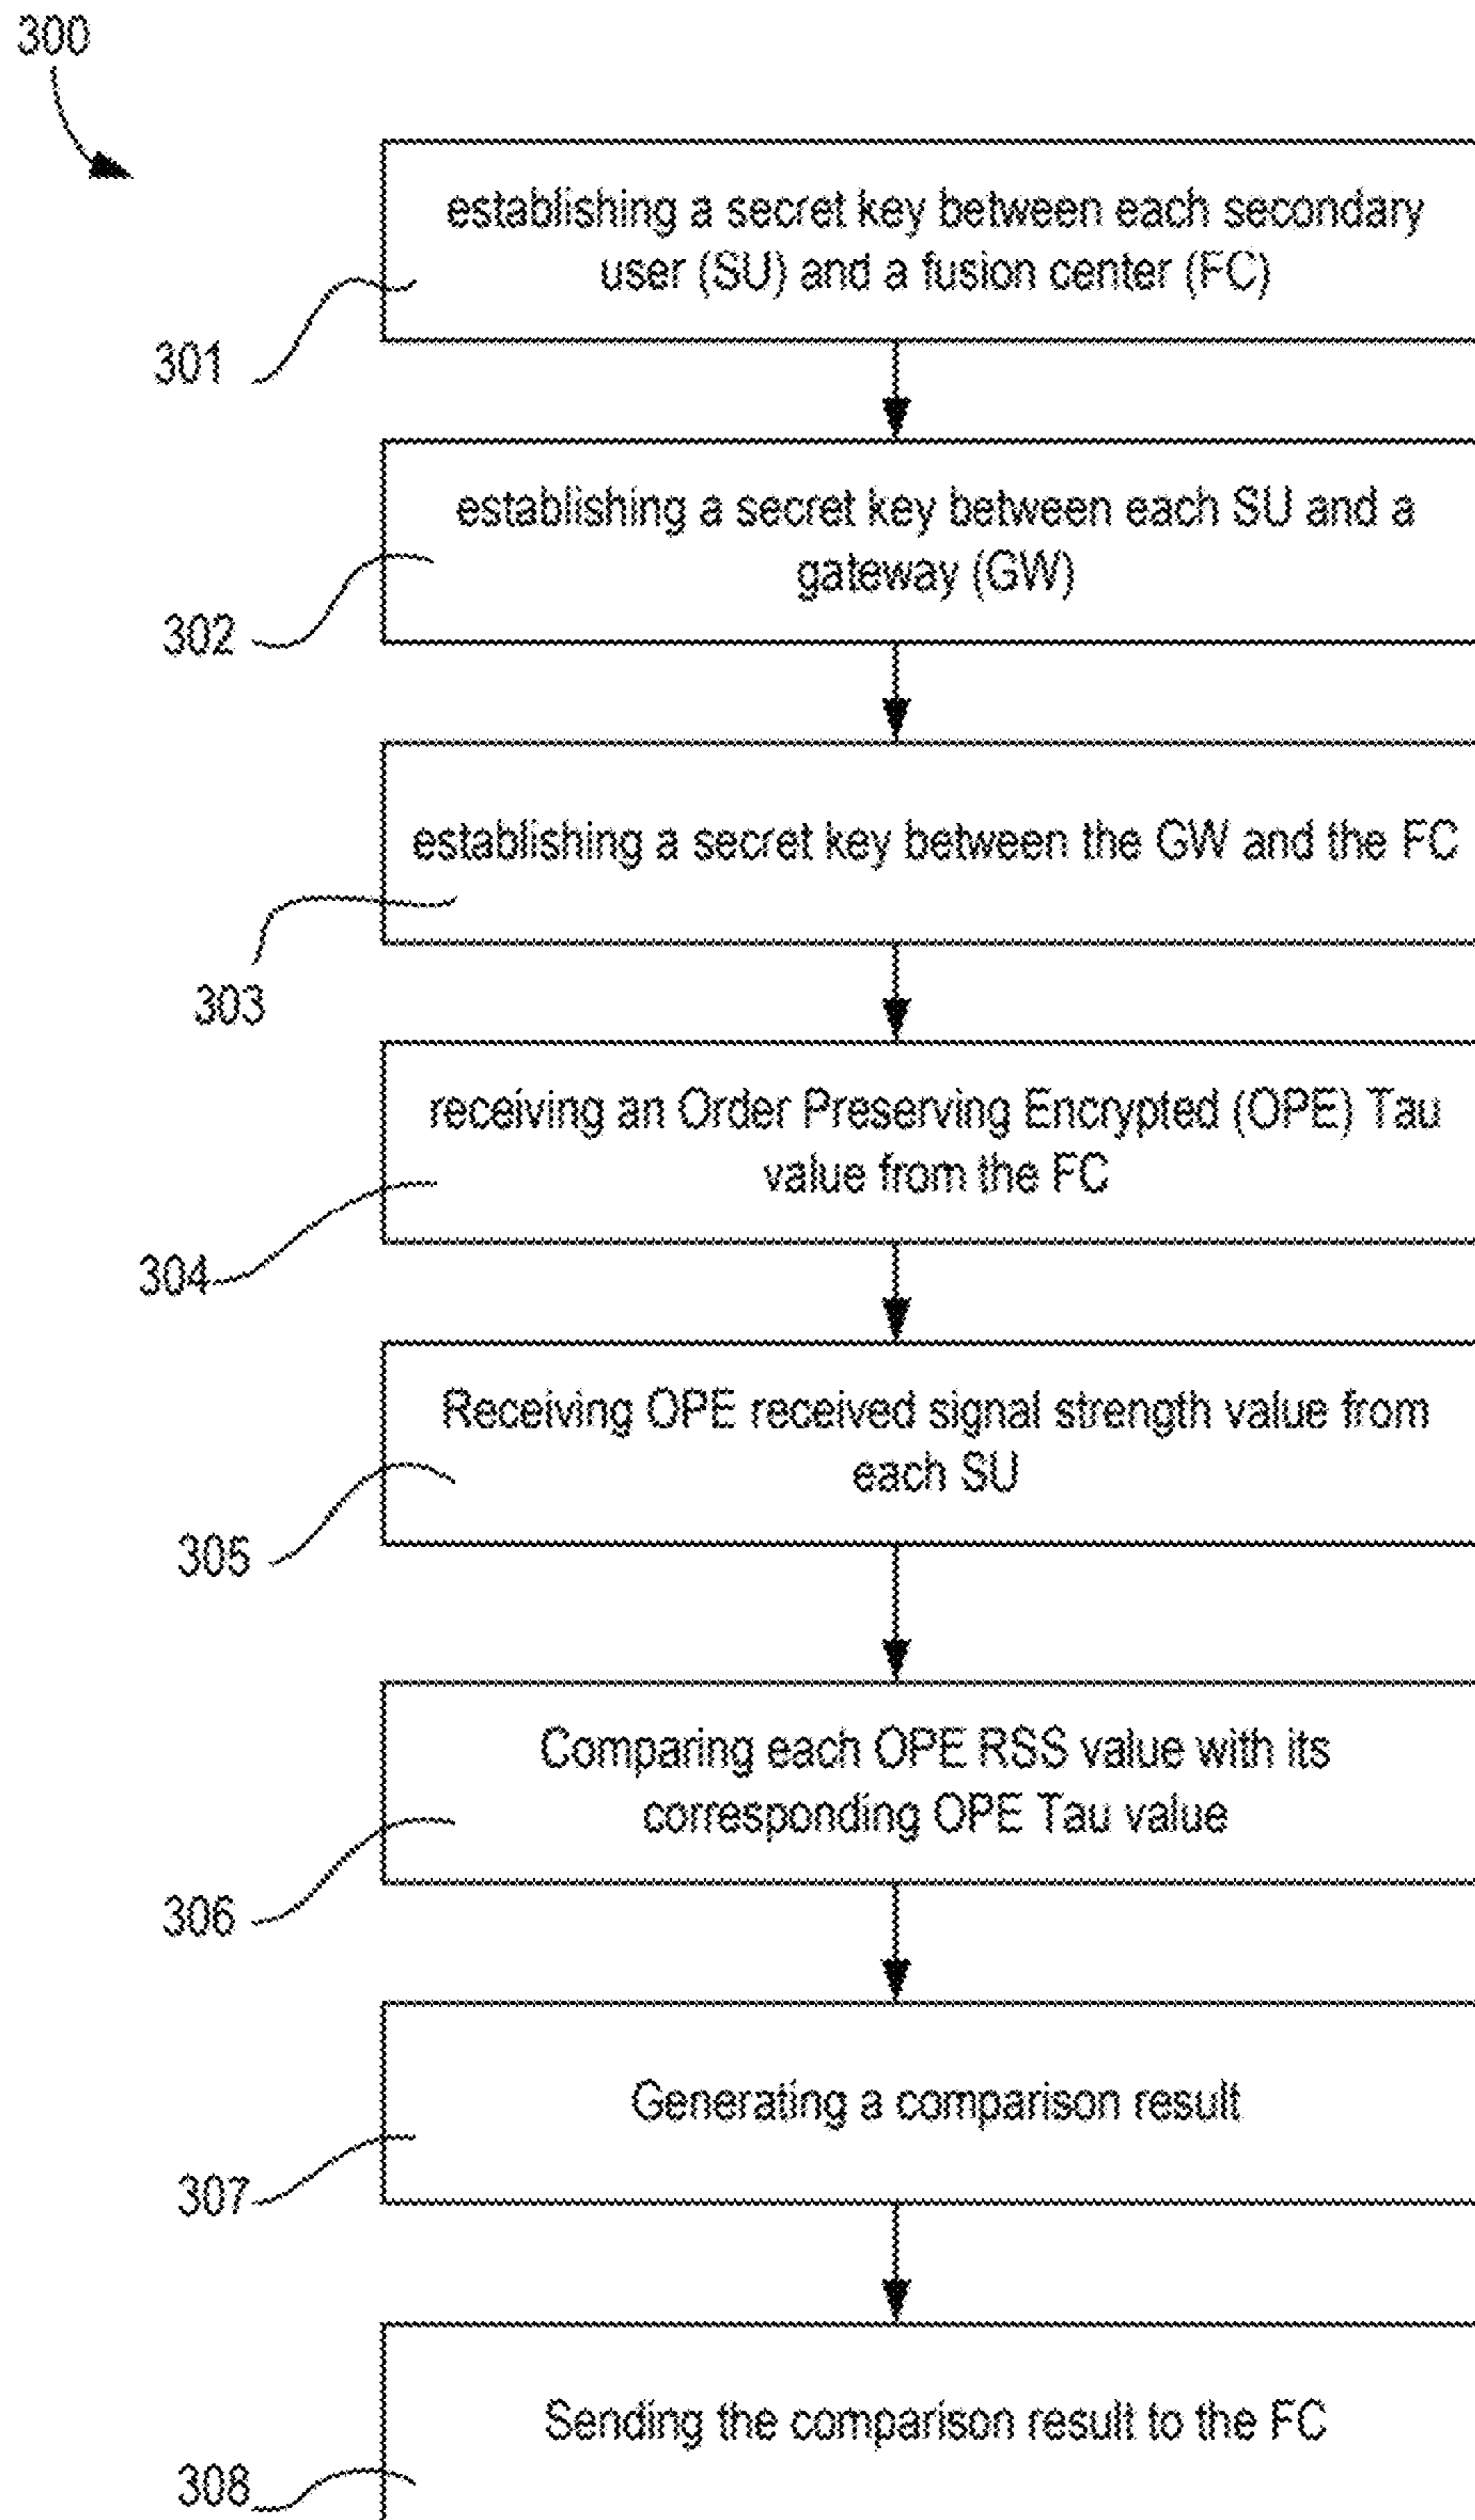 300
establishing a secret key between each secondary
user (SU) and a fusion center (FC)
301
establishing a secret key between each SU and a
gateway (GW)
302
establishing a secret key between the GW and the FC
303
receiving an Order Preserving Encrypted (OPE) Tau
value from the FC
304
Receiving OPE received signal strength value from
each SU
305
Comparing each OPE RSS value with its
corresponding OPE Tau value
306
Generating a comparison result
307
Sending the comparison result to the FC
308